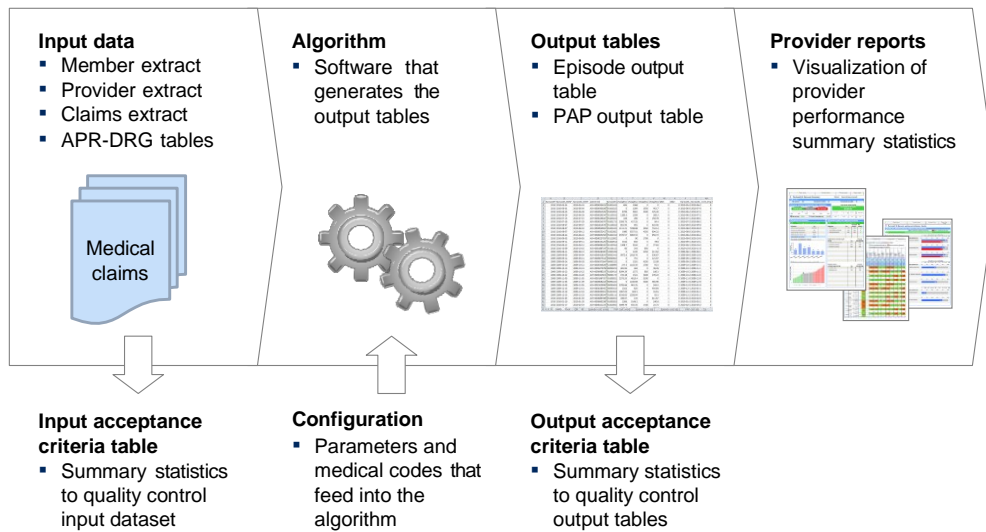 Input data
▪ Member extract
▪ Provider extract
▪ Claims extract
▪ APR-DRG tables
Medical
claims
Algorithm
▪ Software that
generates the
output tables
Output tables
▪ Episode output
table
▪ PAP output table
Provider reports
▪ Visualization of
provider
performance
summary statistics
Input acceptance
criteria table
▪ Summary statistics
to quality control
input dataset
Configuration
▪ Parameters and
medical codes that
feed into the
algorithm
Output acceptance
criteria table
▪ Summary statistics
to quality control
output tables